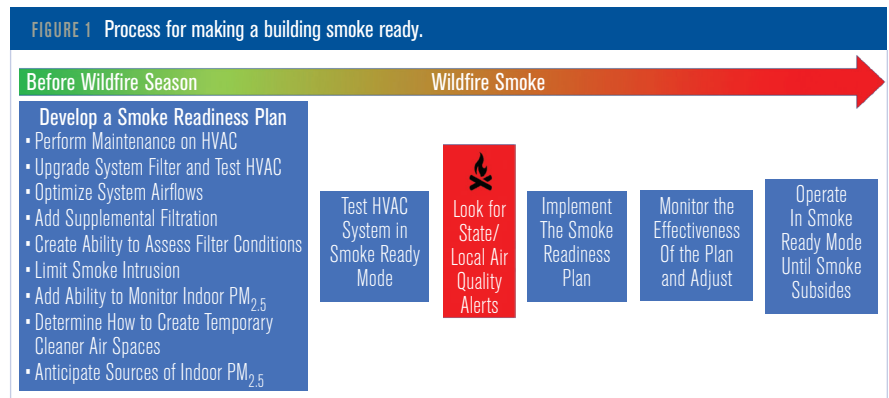 FIGURE 1 Process for making a building smoke ready.
Before Wildfire Season
Wildfire Smoke
Develop a Smoke Readiness Plan
• Perform Maintenance on HVAC
• Upgrade System Filter and Test HVAC
• Optimize System Airflows
• Add Supplemental Filtration
• Create Ability to Assess Filter Conditions
• Limit Smoke Intrusion
• Add Ability to Monitor Indoor PM2.5
• Determine How to Create Temporary
Cleaner Air Spaces
• Anticipate Sources of Indoor PM2.5
Test HVAC
System in
Smoke Ready
Mode
Look for
State/
Local Air
Quality
Alerts
Implement
The Smoke
Readiness
Plan
Monitor the
Effectiveness
Of the Plan
and Adjust
Operate
In Smoke
Ready Mode
Until Smoke
Subsides